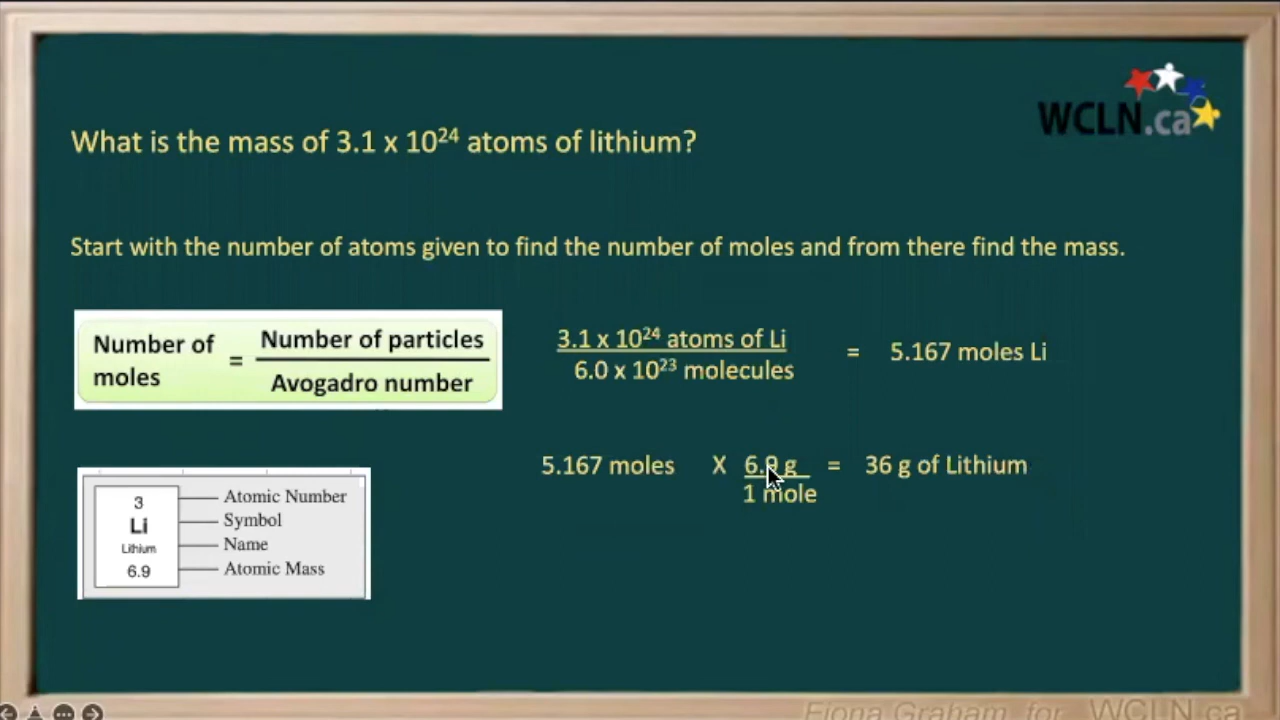 WCLN.ca
What is the mass of 3.1 x 10²⁴ atoms of lithium?
Start with the number of atoms given to find the number of moles and from there find the mass.
Number of moles = Number of particles / Avogadro number
3.1 x 10²⁴ atoms of Li
6.0 x 10²³ molecules
= 5.167 moles Li
5.167 moles X 6.9 g = 36 g of Lithium
1 mole
3 Atomic Number
Li Symbol
Lithium Name
6.9 Atomic Mass
Fiona Graham for WCLN.ca